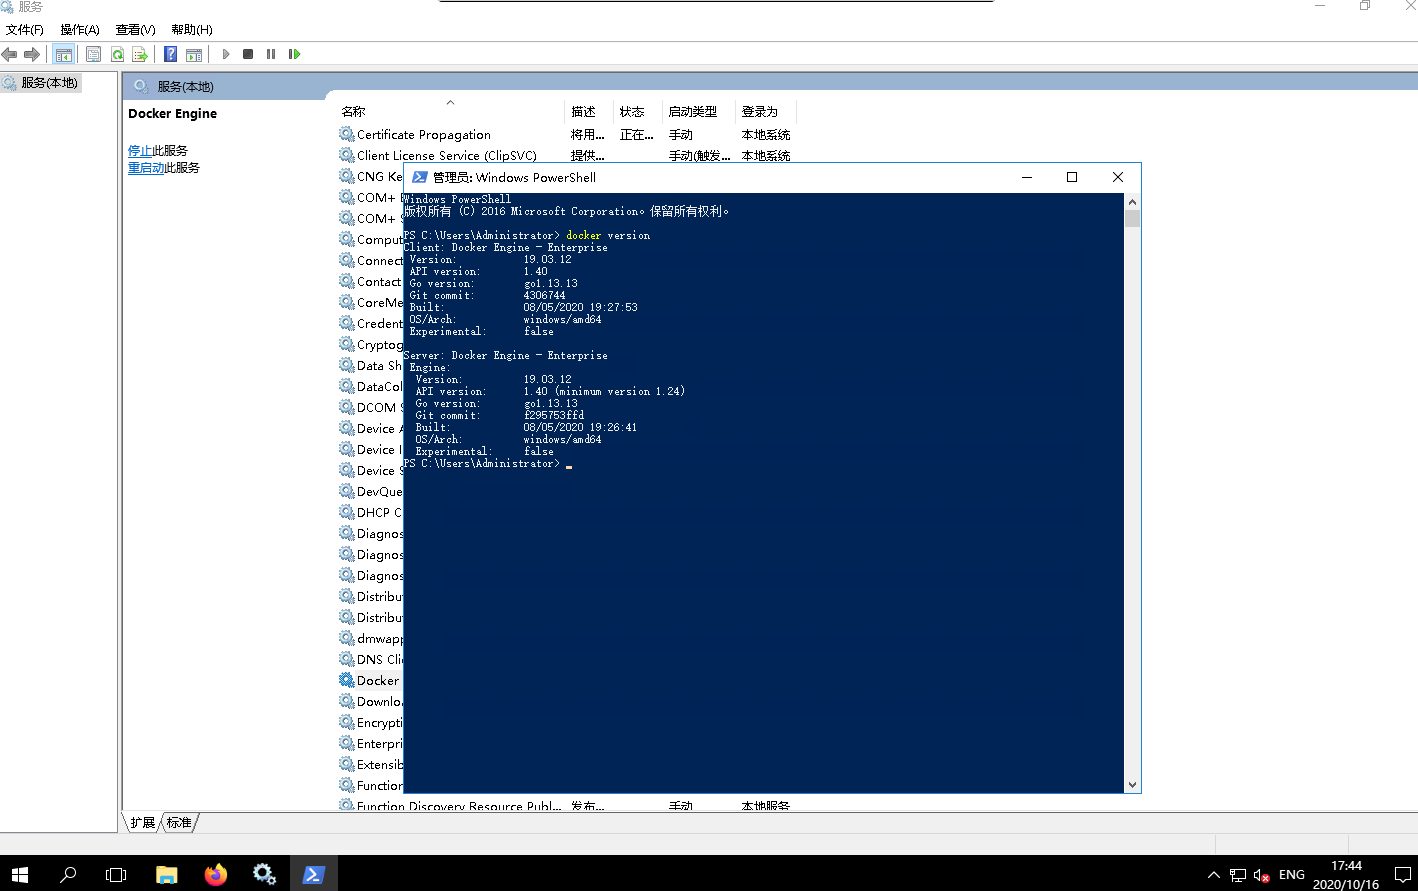 服务
文件(F) 操作(A) 查看(V) 帮助(H)
服务(本地)
服务(本地)
Docker Engine
停止此服务
重启动此服务
名称 描述 状态 启动类型 登录为
Certificate Propagation 将用... 正在... 手动 本地系统
Client License Service (ClipSVC) 提供... 手动(触发... 本地系统
CNG Ke
COM+
COM+
Comput
Connect
Contact
CoreMe
Credent
Cryptog
Data Sh
DataCol
DCOM
Device
Device
Device
DevQue
DHCP C
Diagnos
Diagnos
Diagnos
Distribu
Distribu
dmwapp
DNS Cli
Docker
Downlo
Encrypti
Enterpri
Extensib
Function
Function Discovery Resource Publ... 发布... 手动 本地服务
管理员: Windows PowerShell
Windows PowerShell
版权所有 (C) 2016 Microsoft Corporation。保留所有权利。
PS C:\Users\Administrator> docker version
Client: Docker Engine - Enterprise
Version: 19.03.12
API version: 1.40
Go version: go1.13.13
Git commit: 4306744
Built: 08/05/2020 19:27:53
OS/Arch: windows/amd64
Experimental: false
Server: Docker Engine - Enterprise
Engine:
Version: 19.03.12
API version: 1.40 (minimum version 1.24)
Go version: go1.13.13
Git commit: f295753ffd
Built: 08/05/2020 19:26:41
OS/Arch: windows/amd64
Experimental: false
PS C:\Users\Administrator>
扩展 标准
ENG
17:44
2020/10/16